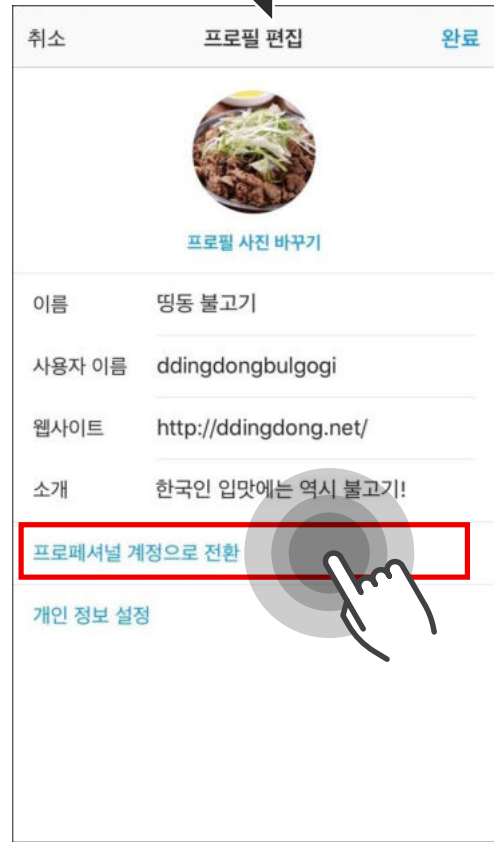 취소 프로필 편집 완료
프로필 사진 바꾸기
이름 띵동 불고기
사용자 이름 ddingdongbulgogi
웹사이트 http://ddingdong.net/
소개 한국인 입맛에는 역시 불고기!
프로페셔널 계정으로 전환
개인 정보 설정